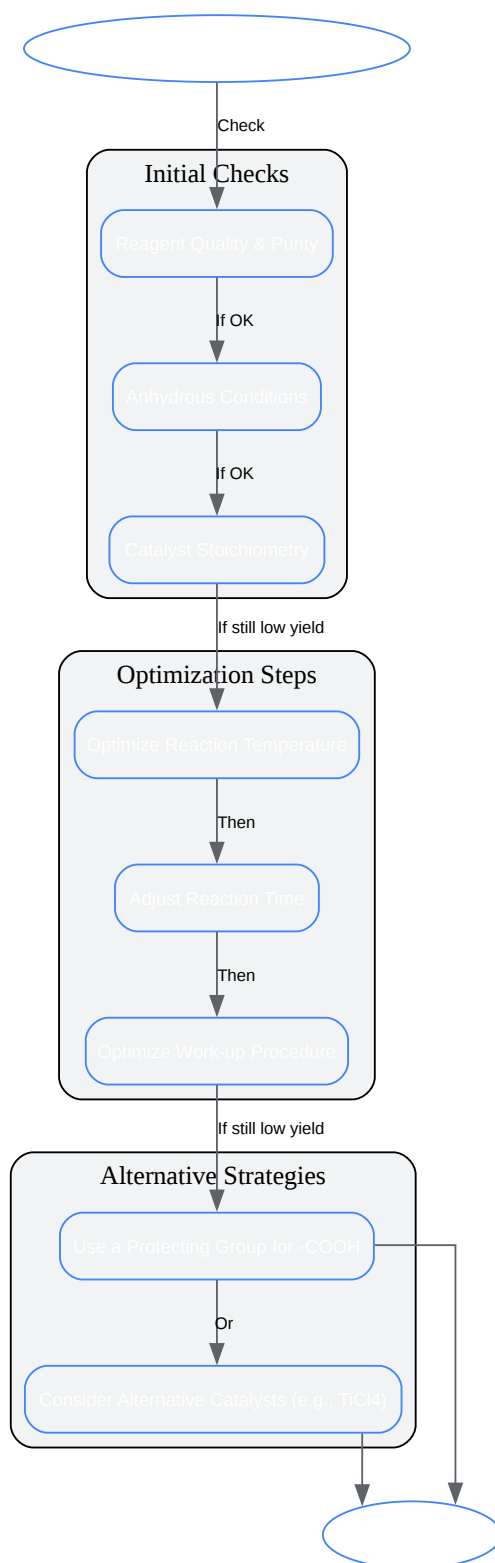 Check
Initial Checks
Reagent Quality & Purity
If OK
Anhydrous Conditions
If OK
Catalyst Stoichiometry
If still low yield
Optimization Steps
Optimize Reaction Temperature
Then
Adjust Reaction Time
Then
Optimize Work-up Procedure
If still low yield
Alternative Strategies
Use a Protecting Group for -COOH
Or
Consider Alternative Catalysts (e.g., TiCl4)